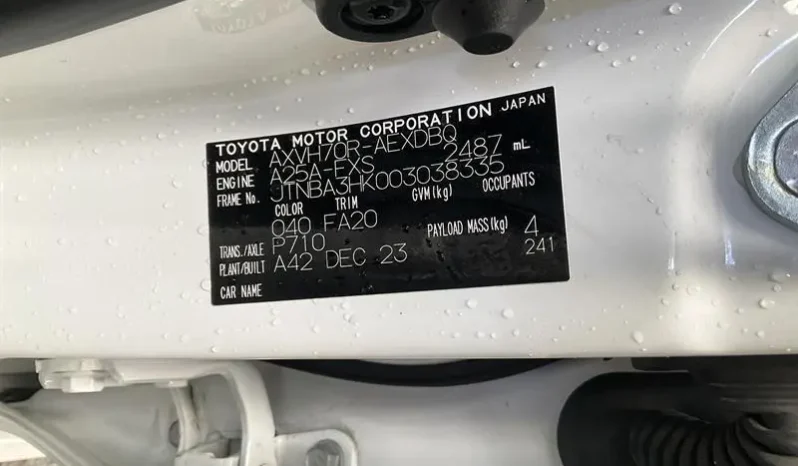 TOYOTA MOTOR CORPORATION JAPAN
MODEL AXVH70R-AEXDBQ
ENGINE A25A-FXS 2487 mL
FRAME No. JTNBA3HK003038335
COLOR TRIM GVM(kg) OCCUPANTS
040 FA20
TRANS./AXLE P710 PAYLOAD MASS(kg) 4
PLANT/BUILT A42 DEC 23 241
CAR NAME